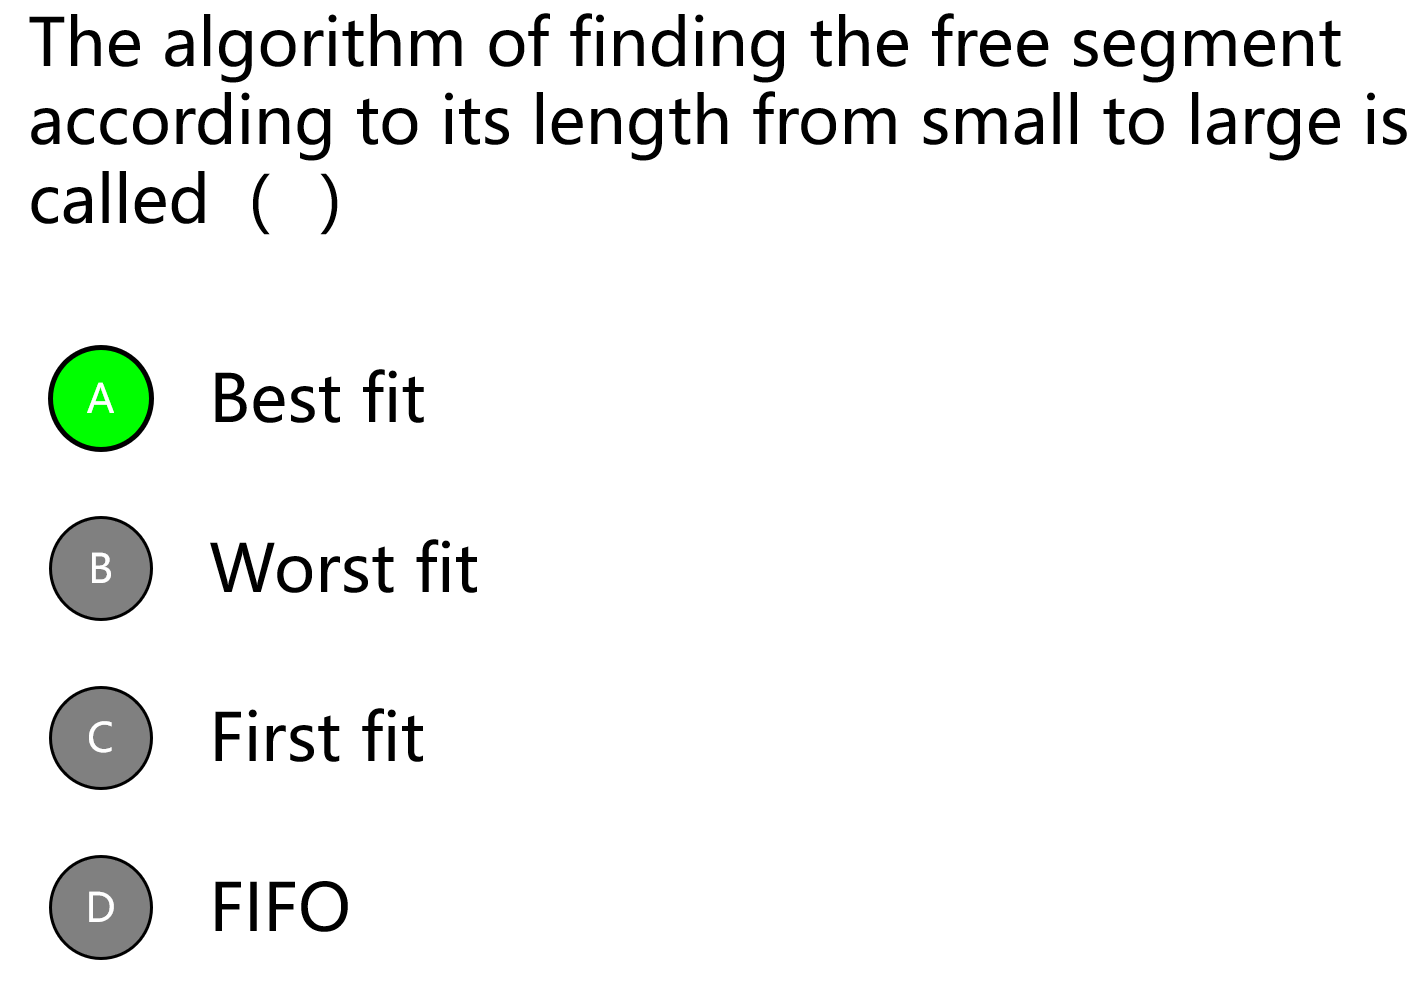 The algorithm of finding the free segment
according to its length from small to large is
called（ ）
A Best fit
B Worst fit
C First fit
D FIFO